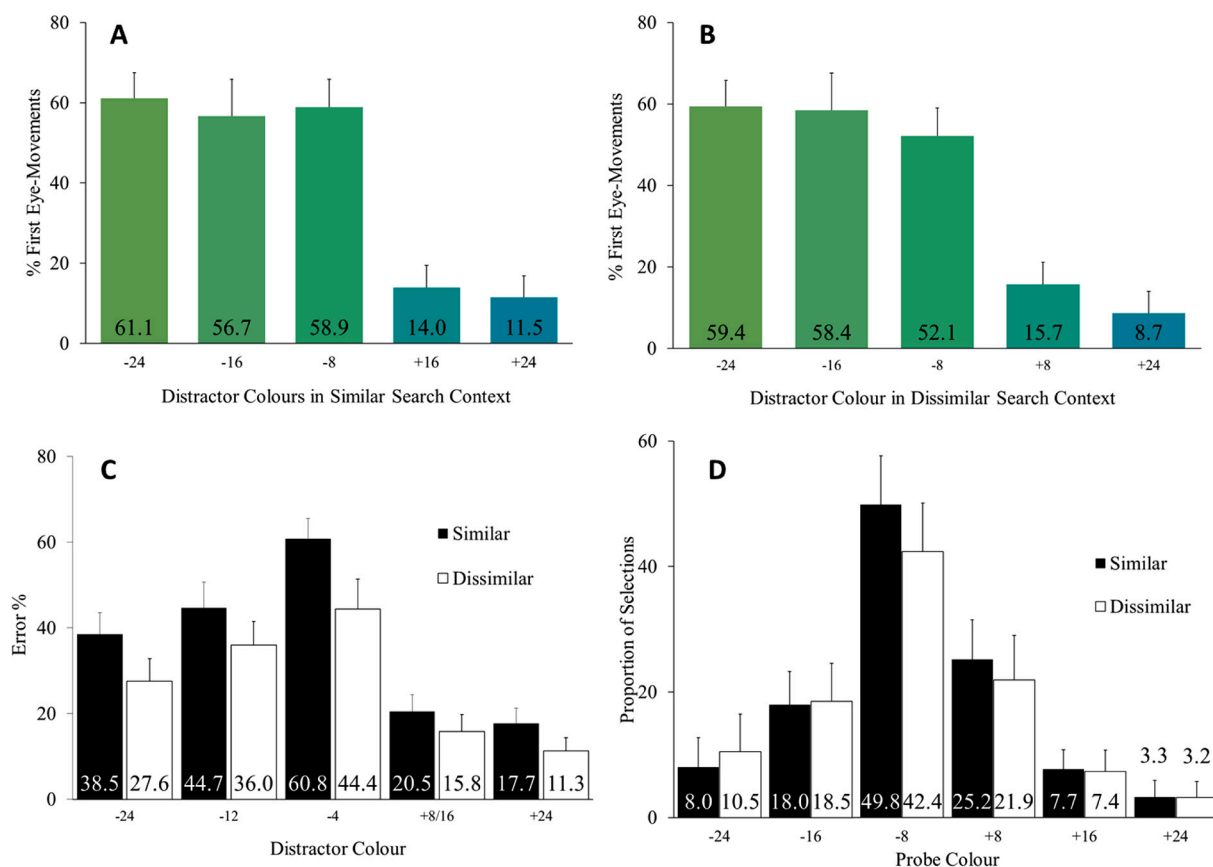 A
% First Eye-Movements
80
60
40
20
0
61.1 56.7 58.9 14.0 11.5
-24 -16 -8 +16 +24
Distractor Colours in Similar Search Context
B
% First Eye-Movements
80
60
40
20
0
59.4 58.4 52.1 15.7 8.7
-24 -16 -8 +8 +24
Distractor Colour in Dissimilar Search Context
C
Error %
80
60
40
20
0
Similar
Dissimilar
38.5 27.6 44.7 36.0 60.8 44.4 20.5 15.8 17.7 11.3
-24 -12 -4 +8/16 +24
Distractor Colour
D
Proportion of Selections
60
40
20
0
Similar
Dissimilar
3.3 3.2
8.0 10.5 18.0 18.5 49.8 42.4 25.2 21.9 7.7 7.4
-24 -16 -8 +8 +16 +24
Probe Colour